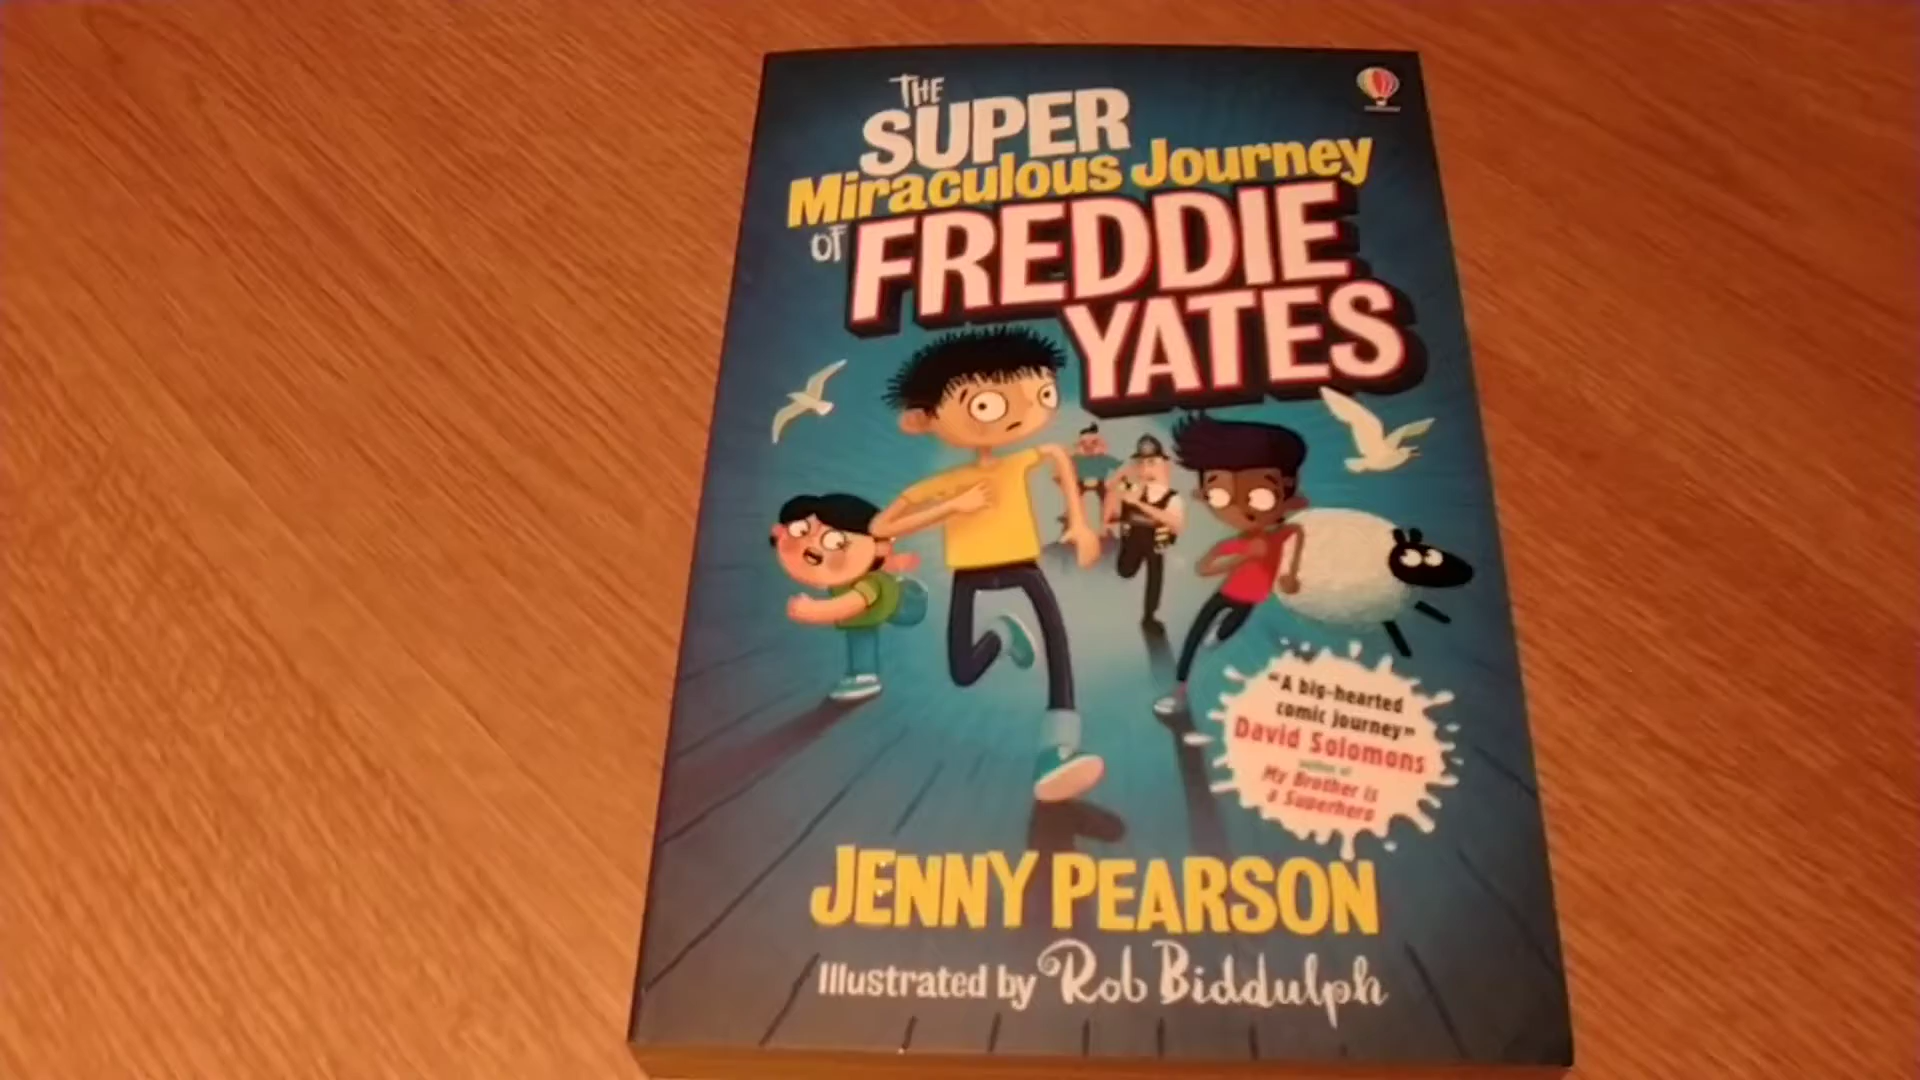 THE
SUPER
Miraculous Journey
OF FREDDIE
YATES
"A big-hearted
comic journey"
David Solomons
author of
My Brother is
a Superhero
JENNY PEARSON
Illustrated by Rob Biddulph